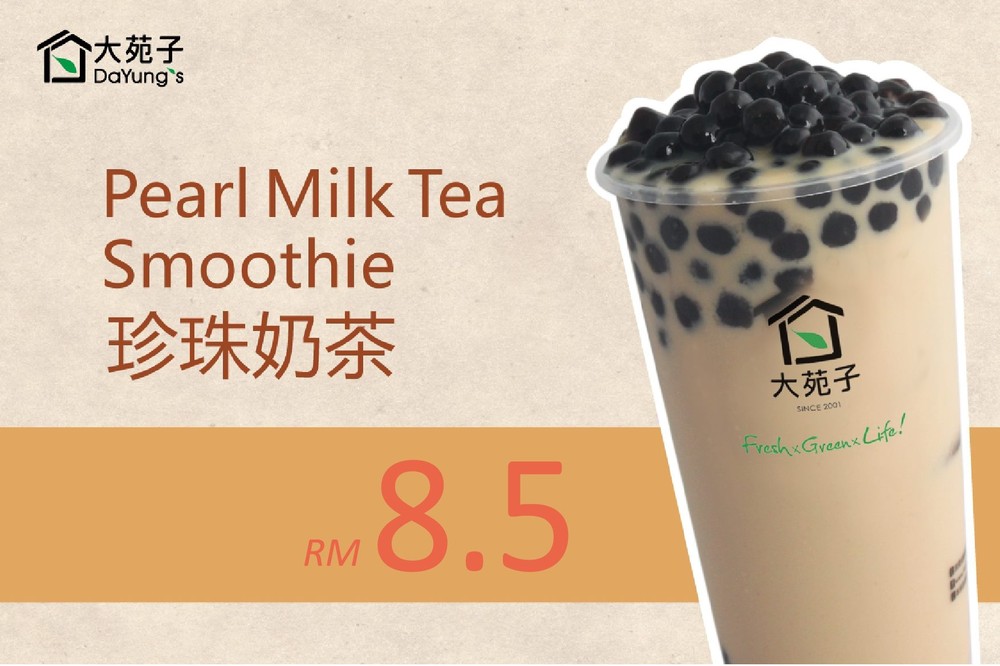 大苑子
DaYung's
Pearl Milk Tea
Smoothie
珍珠奶茶
RM 8.5
大苑子
SINCE 2001
Fresh x Green x Life!